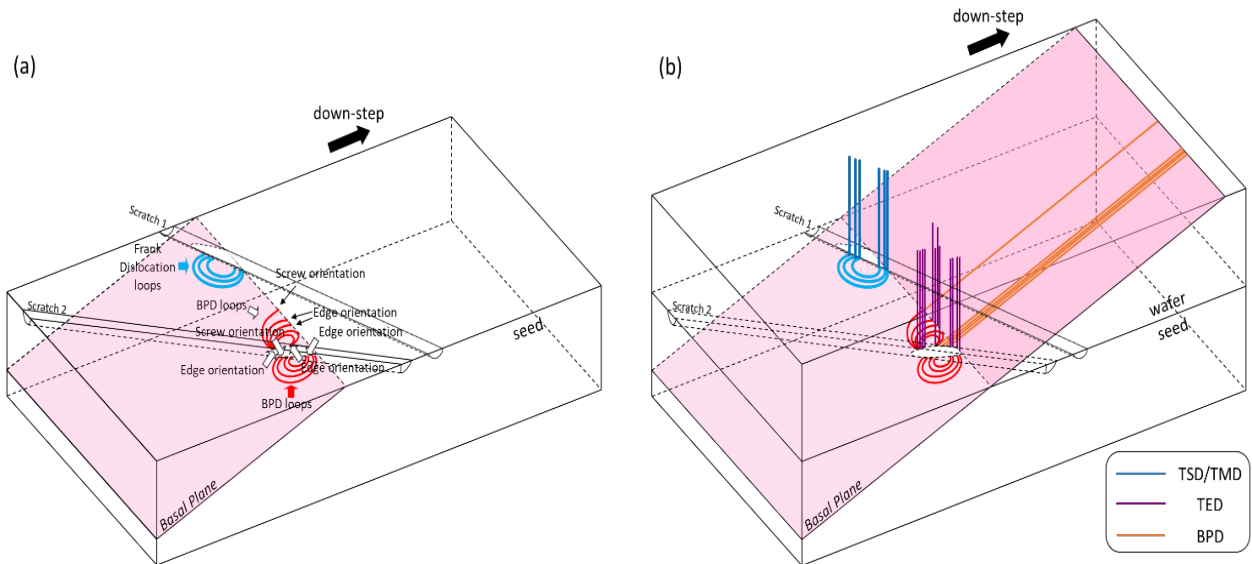 (a)
down-step
Scratch 1
Frank
Dislocation
loops
Screw orientation
BPD loops
Edge orientation
Scratch 2
Screw orientation
Edge orientation
seed
Edge orientation
Edge orientation
BPD loops
Basal Plane
(b)
down-step
Scratch 1
Scratch 2
wafer
seed
Basal Plane
TSD/TMD
TED
BPD